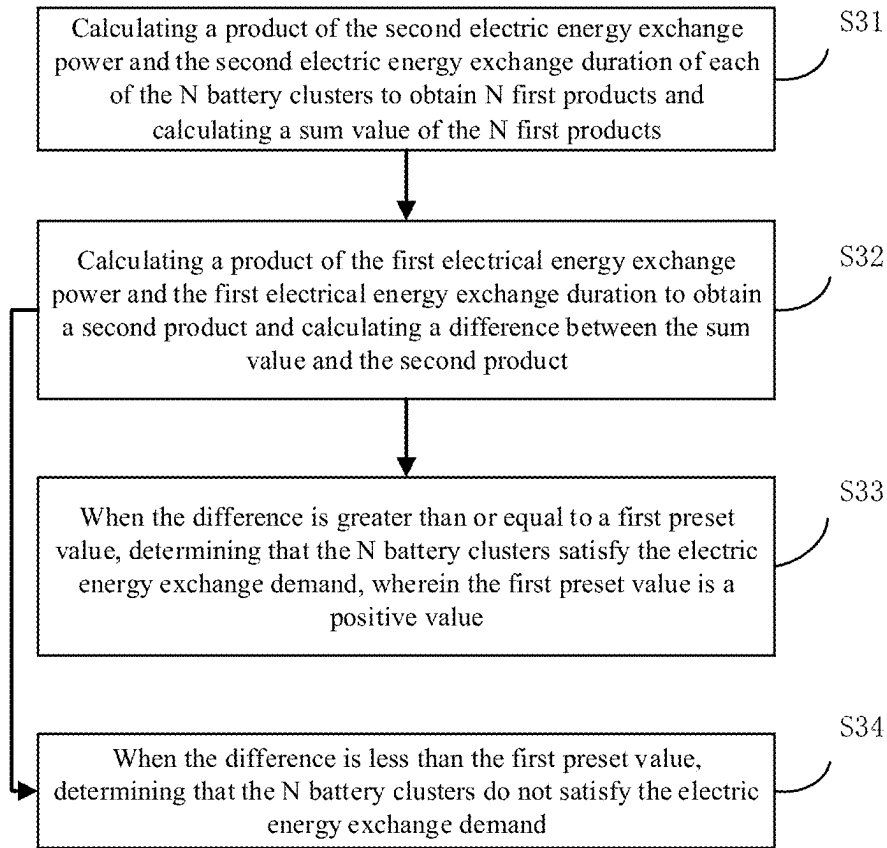 Calculating a product of the second electric energy exchange
power and the second electric energy exchange duration of each
of the N battery clusters to obtain N first products and
calculating a sum value of the N first products
S31
Calculating a product of the first electrical energy exchange
power and the first electrical energy exchange duration to obtain
a second product and calculating a difference between the sum
value and the second product
S32
When the difference is greater than or equal to a first preset
value, determining that the N battery clusters satisfy the electric
energy exchange demand, wherein the first preset value is a
positive value
S33
When the difference is less than the first preset value,
determining that the N battery clusters do not satisfy the electric
energy exchange demand
S34